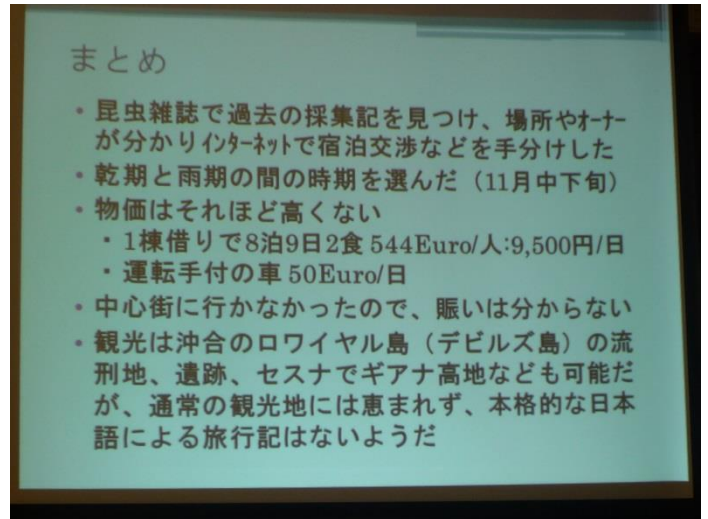 まとめ
・昆虫雑誌で過去の採集記を見つけ、場所やｵｰﾅｰ
が分かりｲﾝﾀｰﾈｯﾄで宿泊交渉などを手分けした
・乾期と雨期の間の時期を選んだ（11月中下旬）
・物価はそれほど高くない
・1棟借りで8泊9日2食 544Euro/人:9,500円/日
・運転手付の車 50Euro/日
・中心街に行かなかったので、賑いは分からない
・観光は沖合のロワイヤル島（デビルズ島）の流
刑地、遺跡、セスナでギアナ高地なども可能だ
が、通常の観光地には恵まれず、本格的な日本
語による旅行記はないようだ